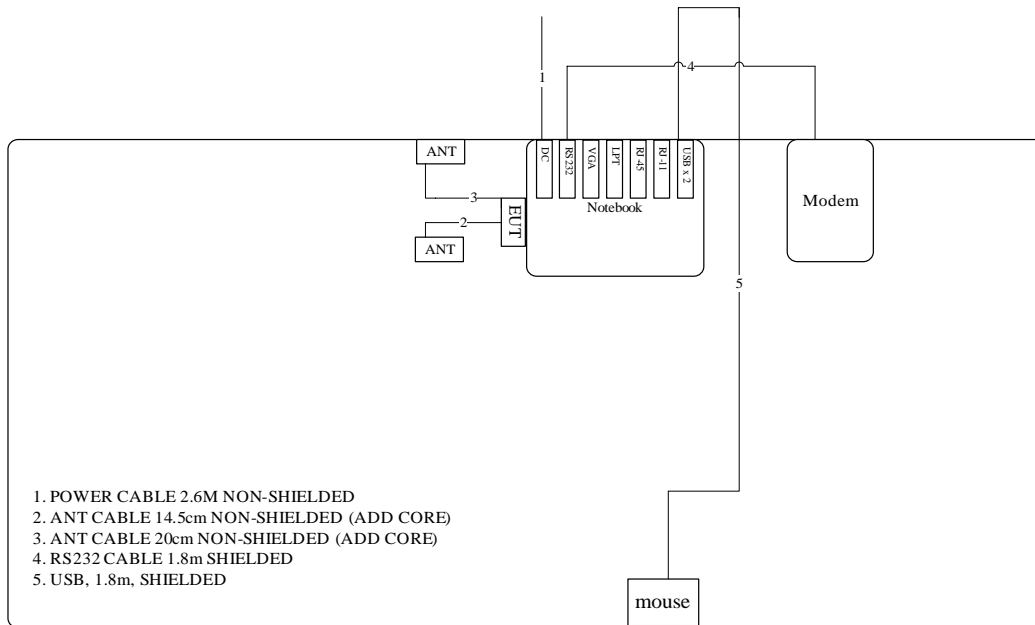 1
4
ANT
DC
RS 232
VGA
LPT
RJ-45
RJ-11
USB x 2
3
EUT
Notebook
Modem
2
ANT
5
1. POWER CABLE 2.6M NON-SHIELDED
2. ANT CABLE 14.5cm NON-SHIELDED (ADD CORE)
3. ANT CABLE 20cm NON-SHIELDED (ADD CORE)
4. RS232 CABLE 1.8m SHIELDED
5. USB, 1.8m, SHIELDED
mouse